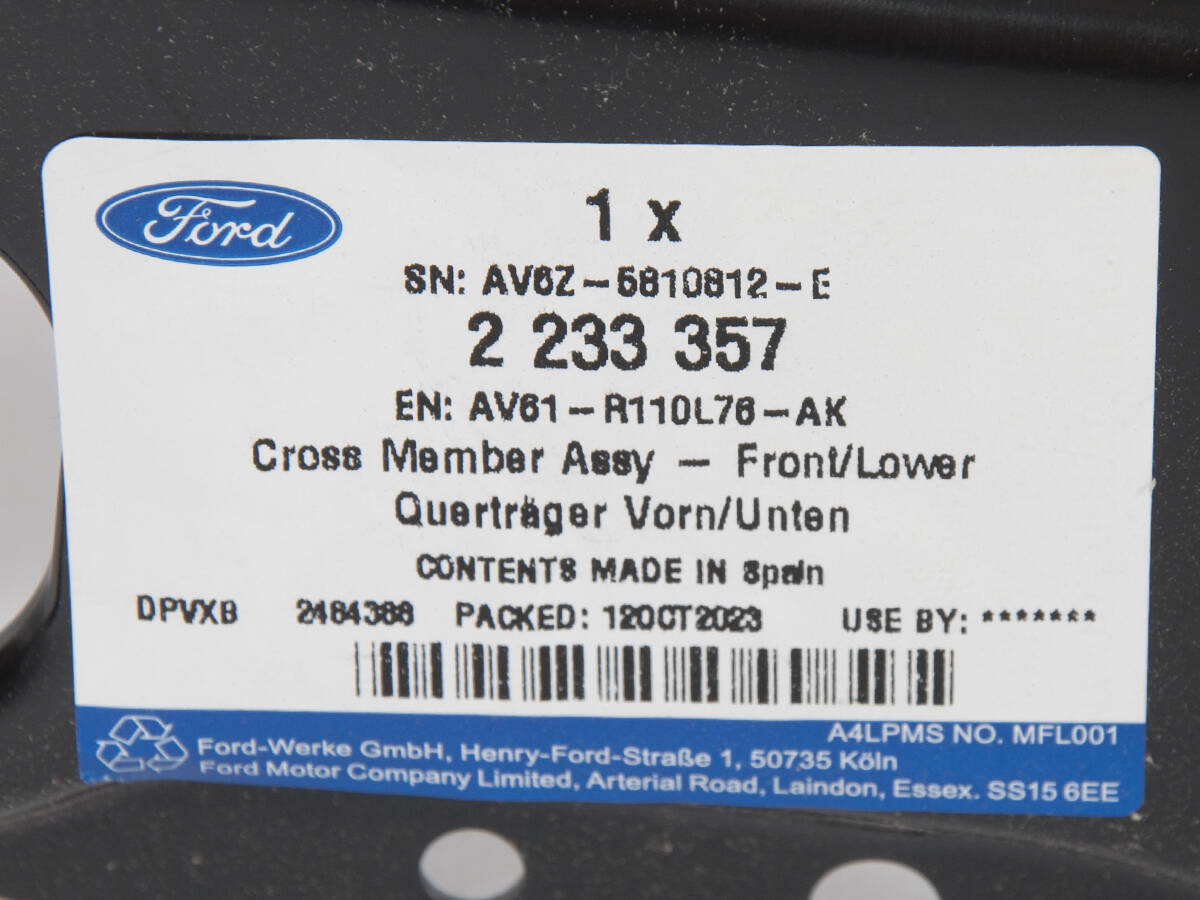 Ford
1 x
SN: AV6Z-5810812-E
2 233 357
EN: AV61-R110L76-AK
Cross Member Assy - Front/Lower
Querträger Vorn/Unten
CONTENTS MADE IN Spain
DPVXB 2484388 PACKED: 12OCT2023 USE BY: *******
A4LPMS NO. MFL001
Ford-Werke GmbH, Henry-Ford-Straße 1, 50735 Köln
Ford Motor Company Limited, Arterial Road, Laindon, Essex. SS15 6EE